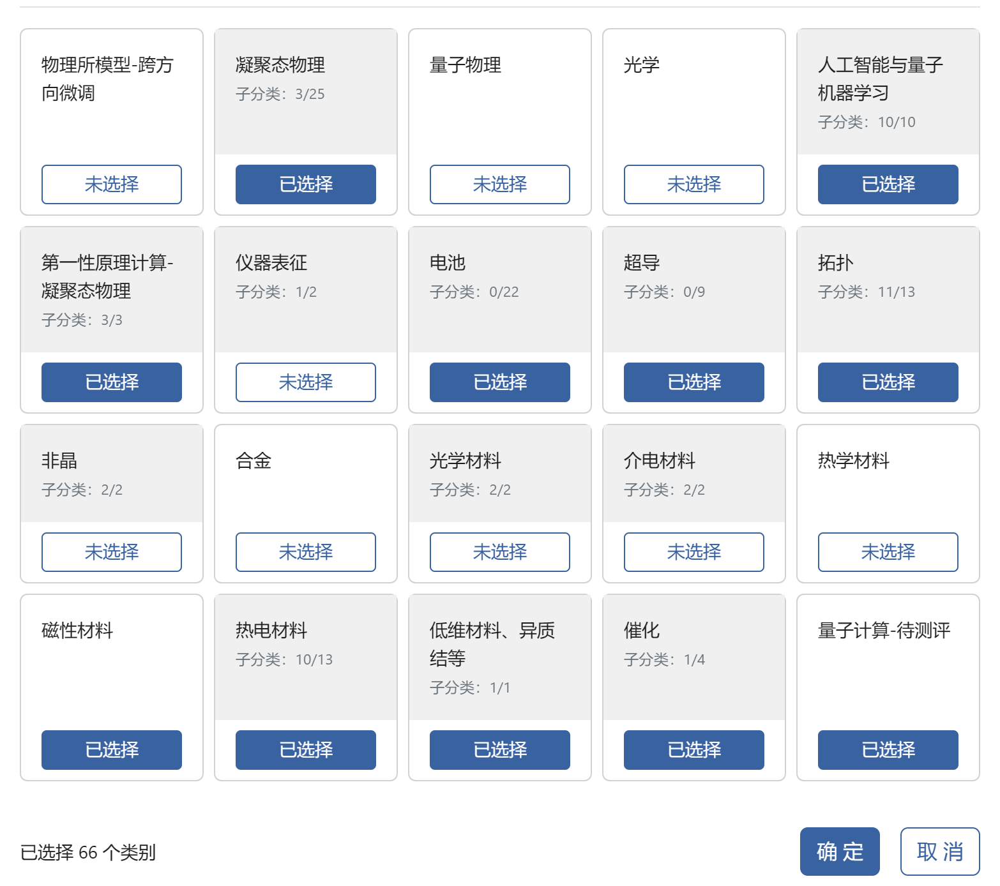 物理所模型-跨方
向微调
未选择
凝聚态物理
子分类：3/25
已选择
量子物理
未选择
光学
未选择
人工智能与量子
机器学习
子分类：10/10
已选择
第一性原理计算-
凝聚态物理
子分类：3/3
已选择
仪器表征
子分类：1/2
未选择
电池
子分类：0/22
已选择
超导
子分类：0/9
已选择
拓扑
子分类：11/13
已选择
非晶
子分类：2/2
未选择
合金
未选择
光学材料
子分类：2/2
未选择
介电材料
子分类：2/2
未选择
热学材料
未选择
磁性材料
已选择
热电材料
子分类：10/13
已选择
低维材料、异质
结等
子分类：1/1
已选择
催化
子分类：1/4
已选择
量子计算-待测评
已选择
已选择 66 个类别
确 定
取 消